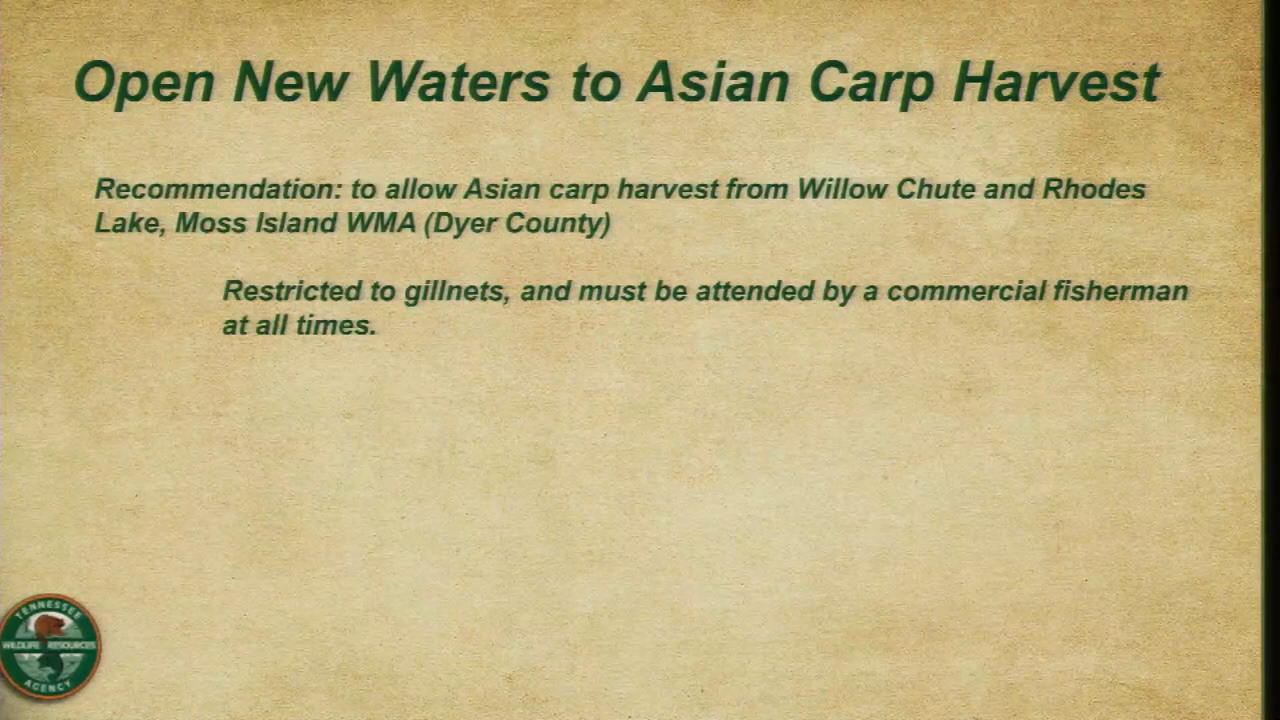 Open New Waters to Asian Carp Harvest
Recommendation: to allow Asian carp harvest from Willow Chute and Rhodes
Lake, Moss Island WMA (Dyer County)
Restricted to gillnets, and must be attended by a commercial fisherman
at all times.
TENNESSEE
WILDLIFE RESOURCES
AGENCY